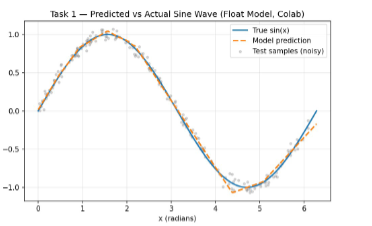 Task 1 — Predicted vs Actual Sine Wave (Float Model, Colab)
True sin(x)
Model prediction
Test samples (noisy)
1.0
0.5
0.0
−0.5
−1.0
0 1 2 3 4 5 6
x (radians)